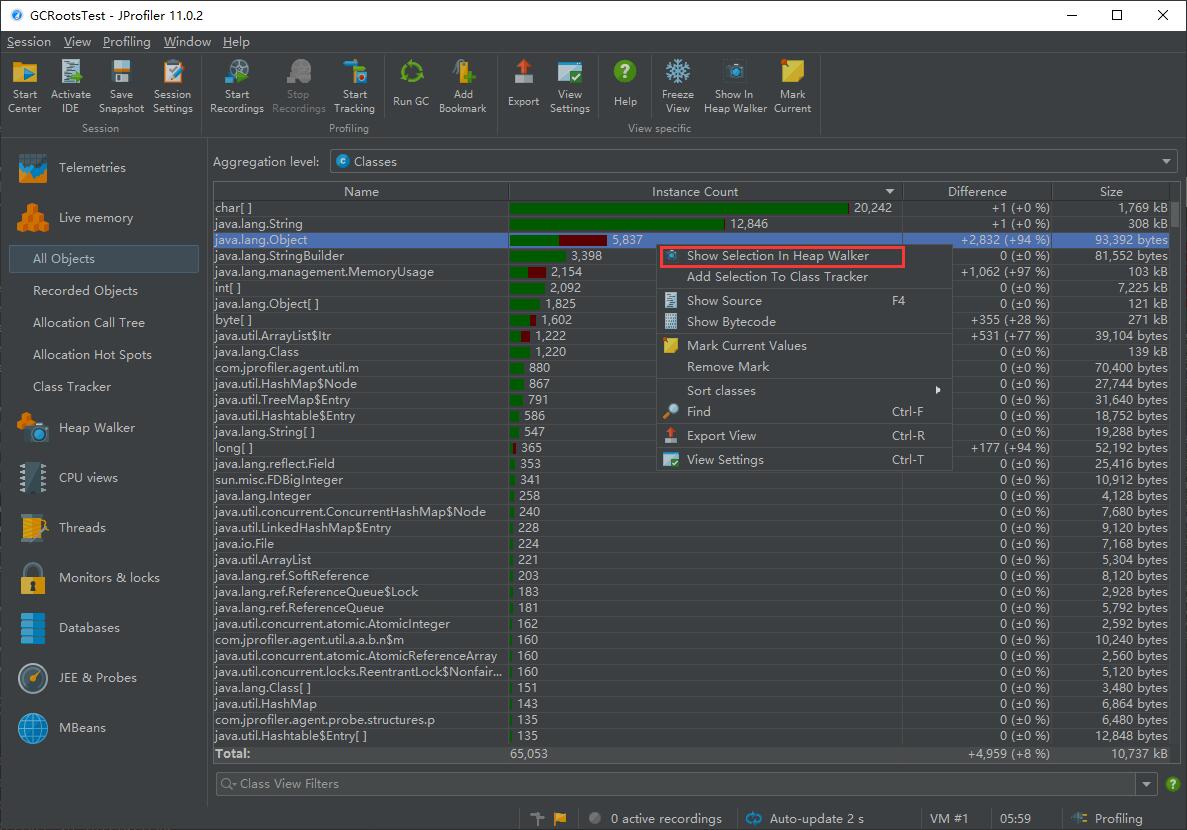 GCRootsTest - JProfiler 11.0.2
Session View Profiling Window Help
Start Center
Activate IDE
Save Snapshot
Session Settings
Start Recordings
Stop Recordings
Start Tracking
Run GC
Add Bookmark
Export
View Settings
Help
Freeze View
Show In Heap Walker
Mark Current
Session
Profiling
View specific
Telemetries
Live memory
All Objects
Recorded Objects
Allocation Call Tree
Allocation Hot Spots
Class Tracker
Heap Walker
CPU views
Threads
Monitors & locks
Databases
JEE & Probes
MBeans
Aggregation level: Classes
Name Instance Count Difference Size
char[ ] 20,242 +1 (+0 %) 1,769 kB
java.lang.String 12,846 +1 (+0 %) 308 kB
java.lang.Object 5,837 +2,832 (+94 %) 93,392 bytes
java.lang.StringBuilder 3,398 0 (±0 %) 81,552 bytes
java.lang.management.MemoryUsage 2,154 +1,062 (+97 %) 103 kB
int[ ] 2,092 0 (±0 %) 7,225 kB
java.lang.Object[ ] 1,825 0 (±0 %) 121 kB
byte[ ] 1,602 +355 (+28 %) 271 kB
java.util.ArrayList$Itr 1,222 +531 (+77 %) 39,104 bytes
java.lang.Class 1,220 0 (±0 %) 139 kB
com.jprofiler.agent.util.m 880 0 (±0 %) 70,400 bytes
java.util.HashMap$Node 867 0 (±0 %) 27,744 bytes
java.util.TreeMap$Entry 791 0 (±0 %) 31,640 bytes
java.util.Hashtable$Entry 586 0 (±0 %) 18,752 bytes
java.lang.String[ ] 547 0 (±0 %) 19,288 bytes
long[ ] 365 +177 (+94 %) 52,192 bytes
java.lang.reflect.Field 353 0 (±0 %) 25,416 bytes
sun.misc.FDBigInteger 341 0 (±0 %) 10,912 bytes
java.lang.Integer 258 0 (±0 %) 4,128 bytes
java.util.concurrent.ConcurrentHashMap$Node 240 0 (±0 %) 7,680 bytes
java.util.LinkedHashMap$Entry 228 0 (±0 %) 9,120 bytes
java.io.File 224 0 (±0 %) 7,168 bytes
java.util.ArrayList 221 0 (±0 %) 5,304 bytes
java.lang.ref.SoftReference 203 0 (±0 %) 8,120 bytes
java.lang.ref.ReferenceQueue$Lock 183 0 (±0 %) 2,928 bytes
java.lang.ref.ReferenceQueue 181 0 (±0 %) 5,792 bytes
java.util.concurrent.atomic.AtomicInteger 162 0 (±0 %) 2,592 bytes
com.jprofiler.agent.util.a.a.b.n$m 160 0 (±0 %) 10,240 bytes
java.util.concurrent.atomic.AtomicReferenceArray 160 0 (±0 %) 2,560 bytes
java.util.concurrent.locks.ReentrantLock$Nonfair... 160 0 (±0 %) 5,120 bytes
java.lang.Class[ ] 151 0 (±0 %) 3,480 bytes
java.util.HashMap 143 0 (±0 %) 6,864 bytes
com.jprofiler.agent.probe.structures.p 135 0 (±0 %) 6,480 bytes
java.util.Hashtable$Entry[ ] 135 0 (±0 %) 12,848 bytes
Total: 65,053 +4,959 (+8 %) 10,737 kB
Show Selection In Heap Walker
Add Selection To Class Tracker
Show Source F4
Show Bytecode
Mark Current Values
Remove Mark
Sort classes
Find Ctrl-F
Export View Ctrl-R
View Settings Ctrl-T
Class View Filters
0 active recordings Auto-update 2 s VM #1 05:59 Profiling